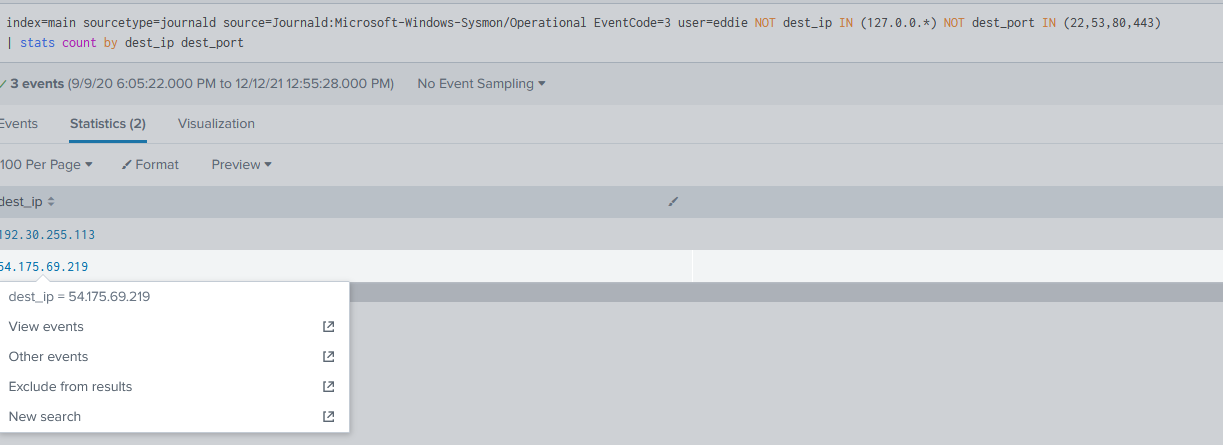 index=main sourcetype=journald source=Journald:Microsoft-Windows-Sysmon/Operational EventCode=3 user=eddie NOT dest_ip IN (127.0.0.*) NOT dest_port IN (22,53,80,443)
| stats count by dest_ip dest_port
✓ 3 events (9/9/20 6:05:22.000 PM to 12/12/21 12:55:28.000 PM) No Event Sampling
Events Statistics (2) Visualization
100 Per Page Format Preview
dest_ip
192.30.255.113
54.175.69.219
dest_ip = 54.175.69.219
View events
Other events
Exclude from results
New search